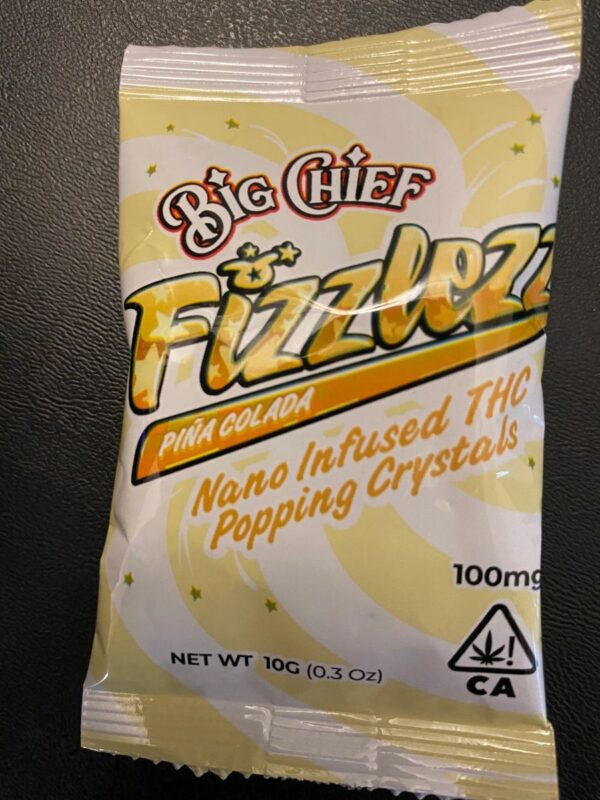 BIG CHIEF
Fizzlezz
PIÑA COLADA
Nano Infused THC
Popping Crystals
100mg
!
CA
NET WT 10G (0.3 Oz)